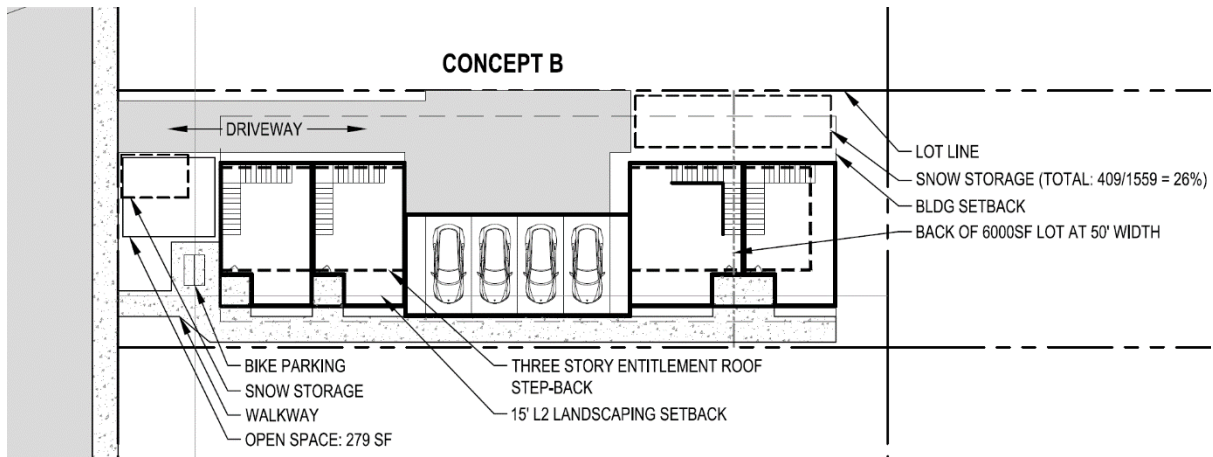 CONCEPT B
DRIVEWAY
LOT LINE
SNOW STORAGE (TOTAL: 409/1559 = 26%)
BLDG SETBACK
BACK OF 6000SF LOT AT 50' WIDTH
BIKE PARKING
SNOW STORAGE
WALKWAY
OPEN SPACE: 279 SF
THREE STORY ENTITLEMENT ROOF
STEP-BACK
15' L2 LANDSCAPING SETBACK